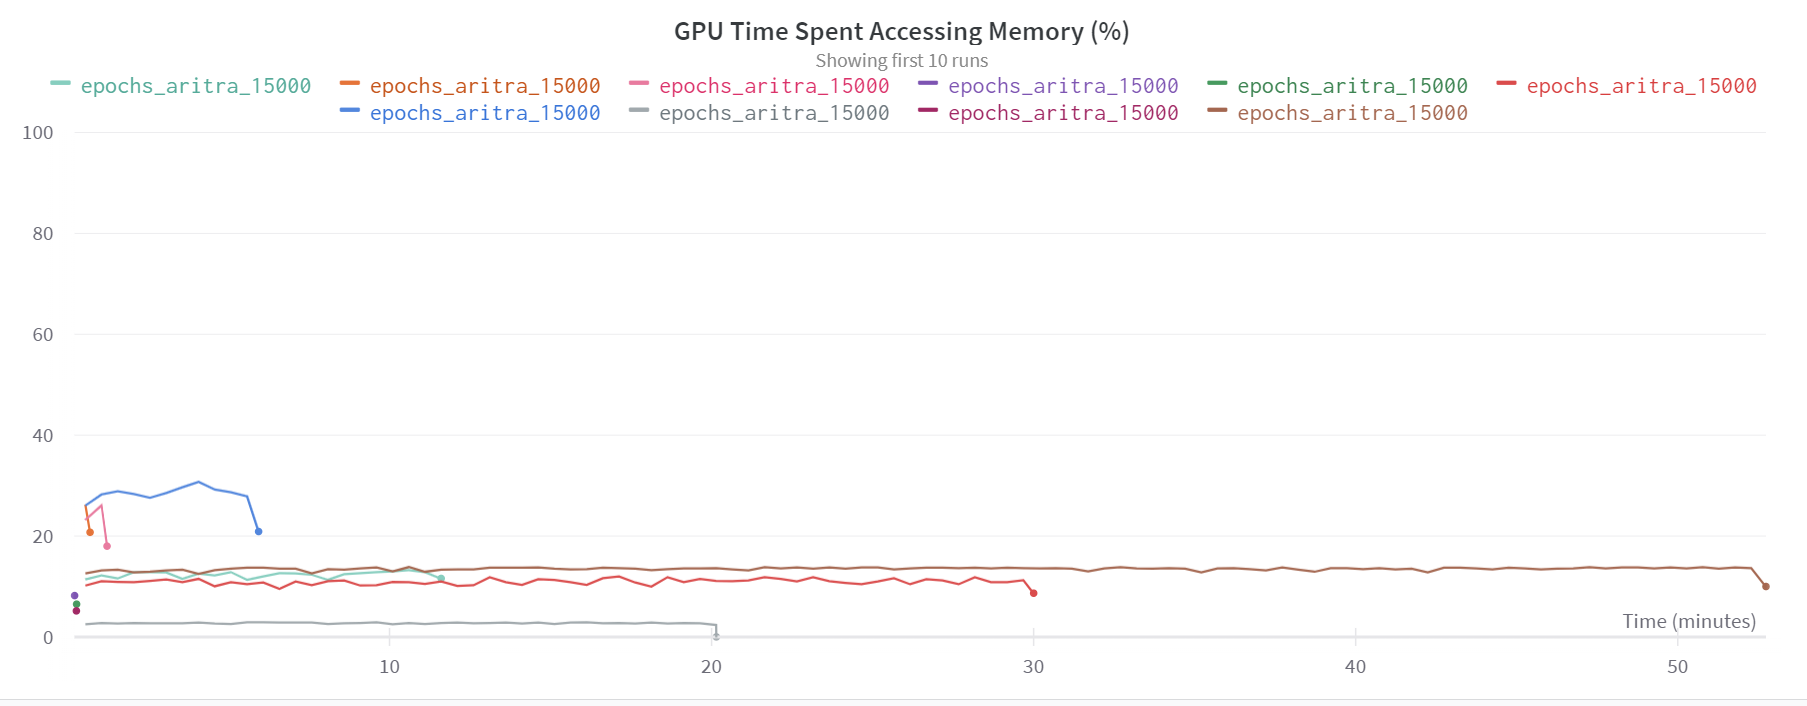 GPU Time Spent Accessing Memory (%)
Showing first 10 runs
epochs_aritra_15000 epochs_aritra_15000 epochs_aritra_15000 epochs_aritra_15000 epochs_aritra_15000 epochs_aritra_15000
epochs_aritra_15000 epochs_aritra_15000 epochs_aritra_15000 epochs_aritra_15000
100
80
60
40
20
0
Time (minutes)
10 20 30 40 50